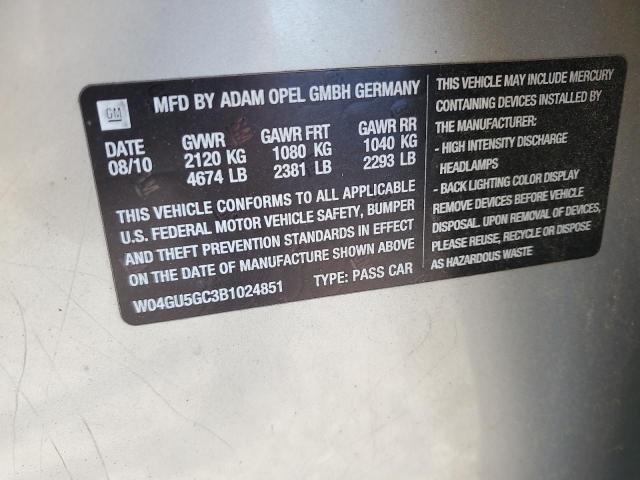 GM
MFD BY ADAM OPEL GMBH GERMANY
DATE GVWR GAWR FRT GAWR RR
08/10 2120 KG 1080 KG 1040 KG
4674 LB 2381 LB 2293 LB
THIS VEHICLE CONFORMS TO ALL APPLICABLE
U.S. FEDERAL MOTOR VEHICLE SAFETY, BUMPER
AND THEFT PREVENTION STANDARDS IN EFFECT
ON THE DATE OF MANUFACTURE SHOWN ABOVE
W04GU5GC3B1024851 TYPE: PASS CAR
THIS VEHICLE MAY INCLUDE MERCURY
CONTAINING DEVICES INSTALLED BY
THE MANUFACTURER:
- HIGH INTENSITY DISCHARGE
HEADLAMPS
- BACK LIGHTING COLOR DISPLAY
REMOVE DEVICES BEFORE VEHICLE
DISPOSAL. UPON REMOVAL OF DEVICES,
PLEASE REUSE, RECYCLE OR DISPOSE
AS HAZARDOUS WASTE